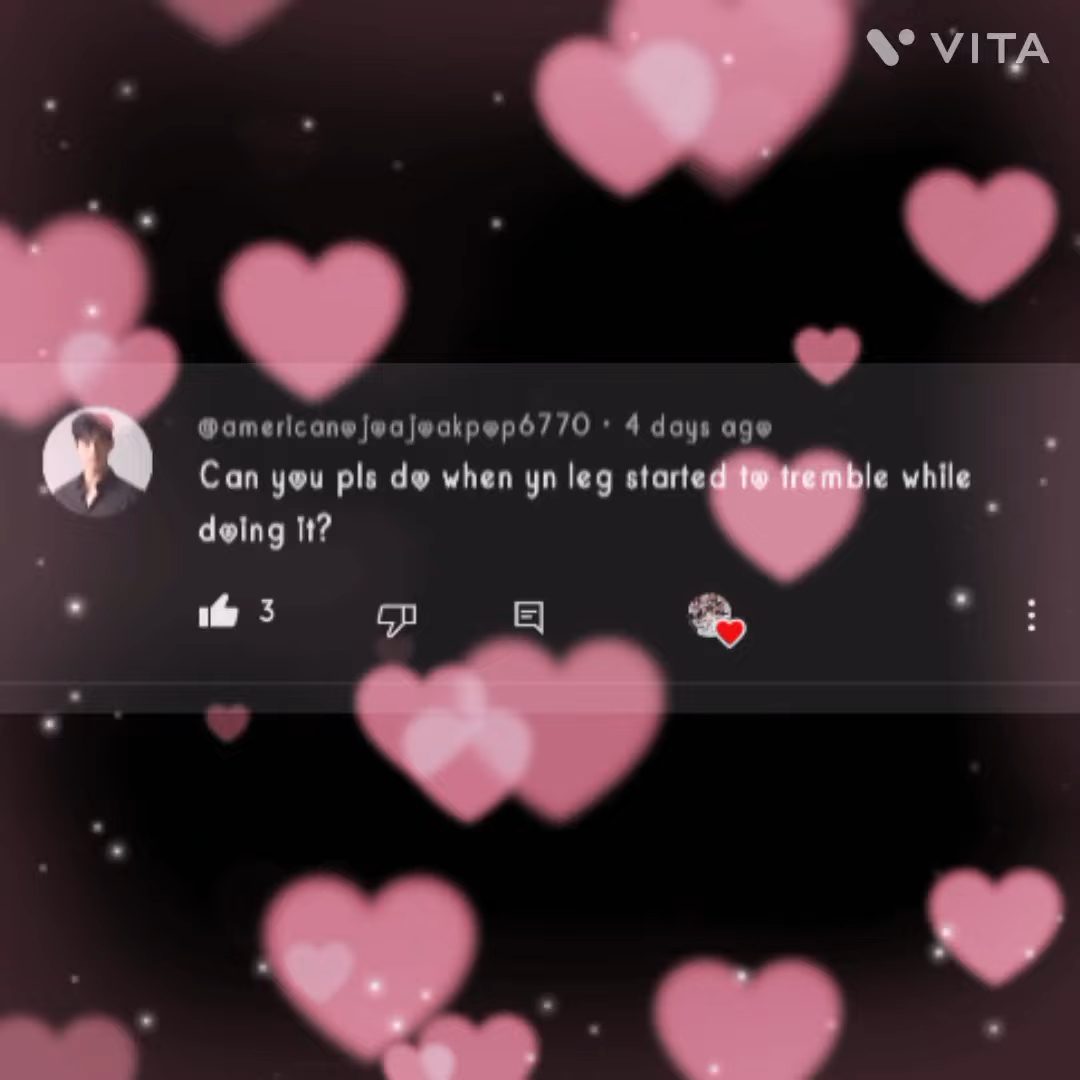 VITA
@americanojoajoakpop6770 · 4 days ago
Can you pls do when yn leg started to tremble while
doing it?
3